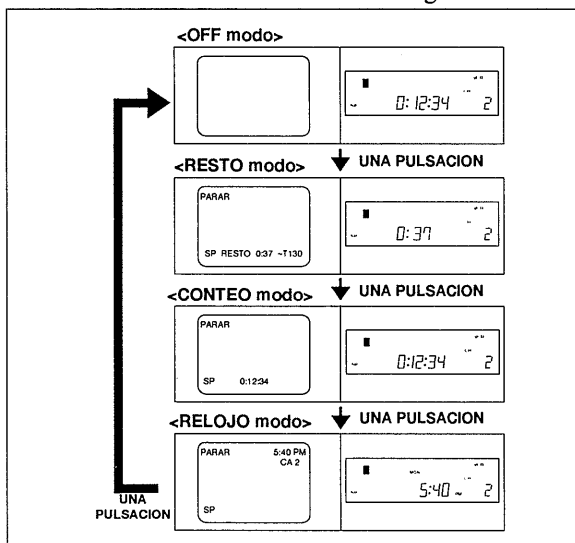 <OFF modo>
0:12:34 2
UNA PULSACION
<RESTO modo>
PARAR
SP RESTO 0:37 ~T130
0:37 2
UNA PULSACION
<CONTEO modo>
PARAR
SP 0:12:34
0:12:34 2
UNA PULSACION
<RELOJO modo>
PARAR 5:40 PM
CA 2
SP
5:40 2
UNA
PULSACION